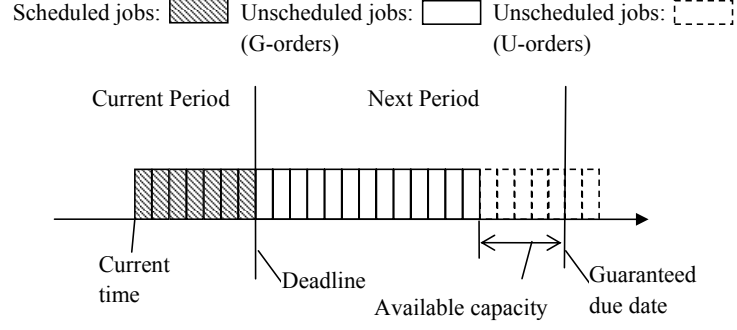 Scheduled jobs: Unscheduled jobs: Unscheduled jobs:
(G-orders) (U-orders)
Current Period Next Period
Current
time
Deadline
Available capacity
Guaranteed
due date